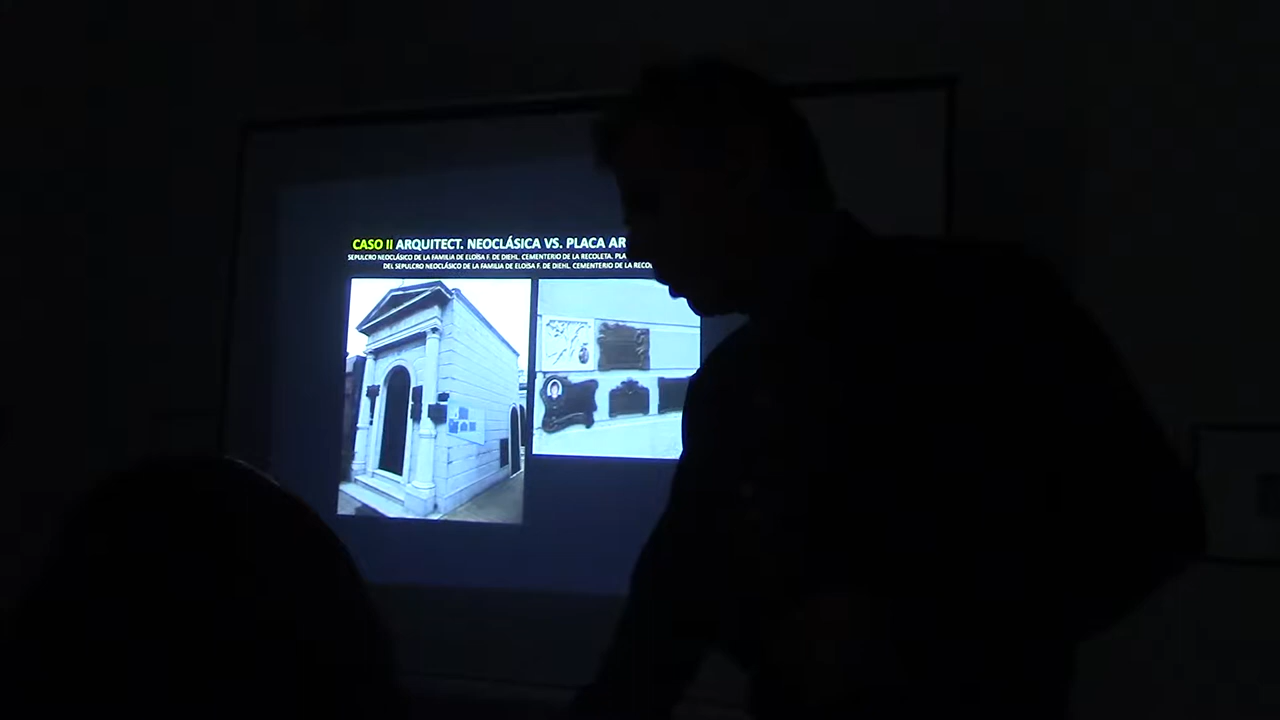 CASO II ARQUITECT. NEOCLÁSICA VS. PLACA AR
SEPULCRO NEOCLÁSICO DE LA FAMILIA DE ELOÍSA F. DE DIEHL. CEMENTERIO DE LA RECOLETA. PLA
DEL SEPULCRO NEOCLÁSICO DE LA FAMILIA DE ELOÍSA F. DE DIEHL. CEMENTERIO DE LA RECO